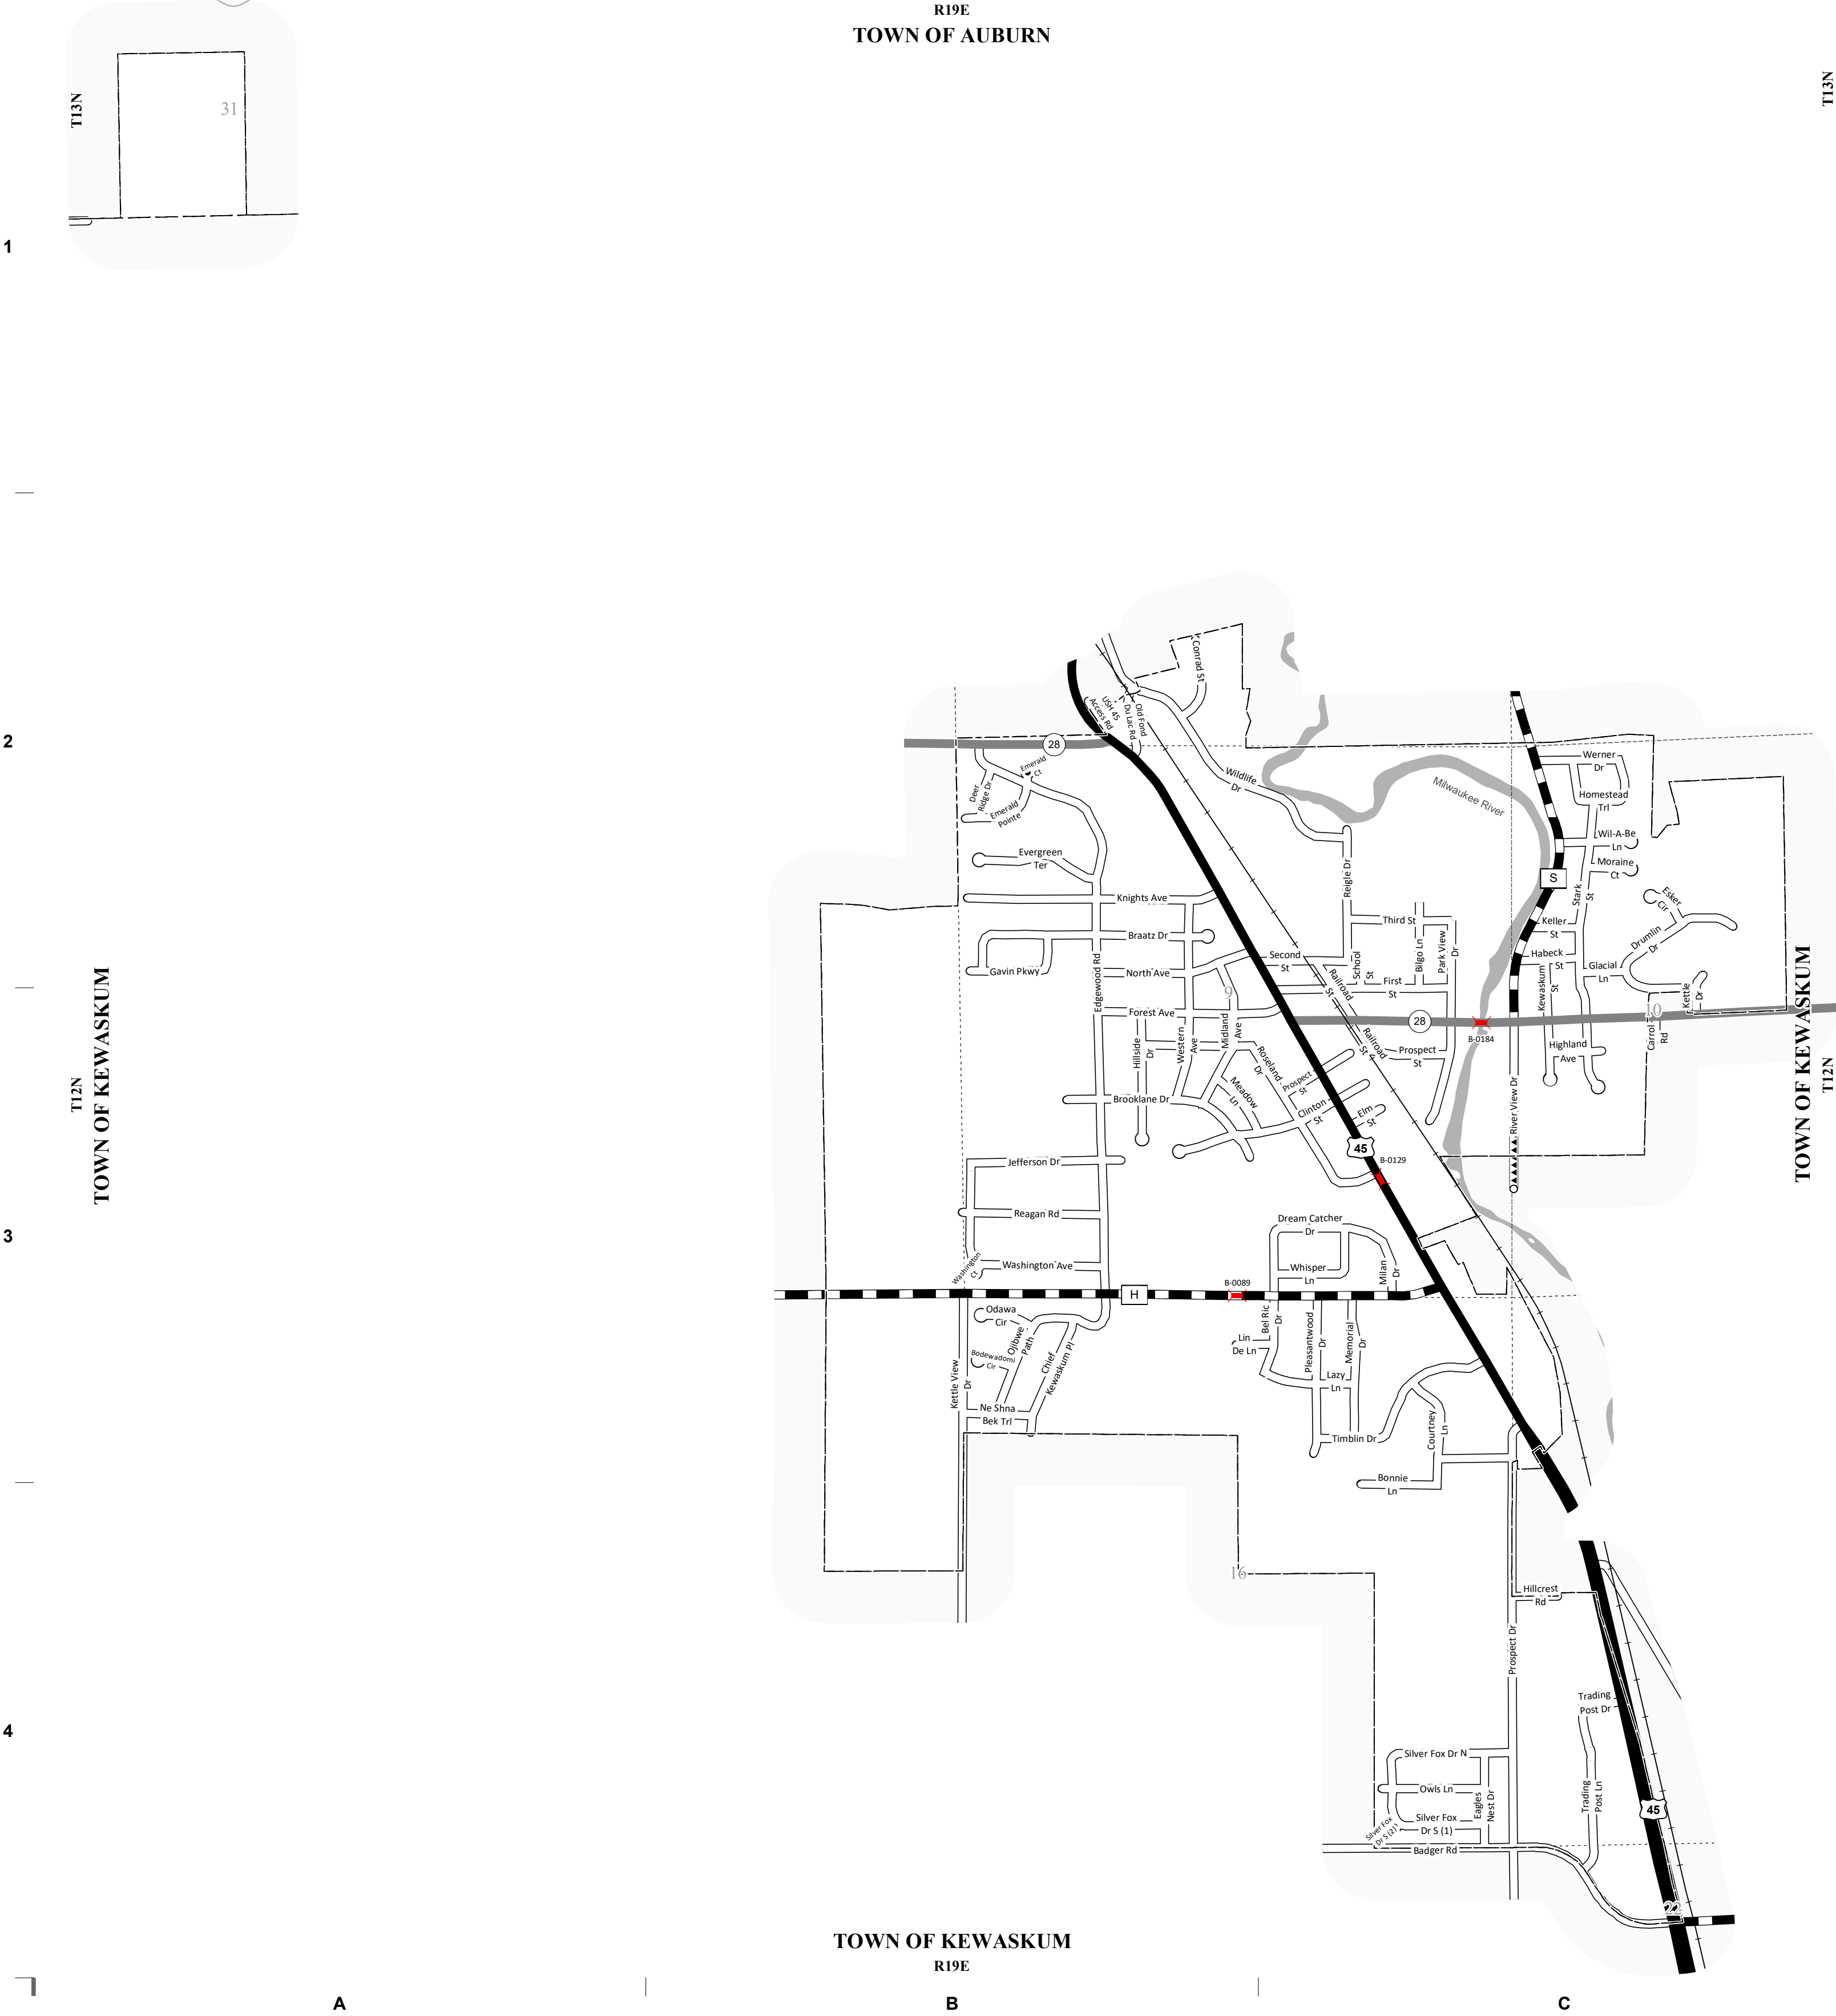 R19E
TOWN OF AUBURN
T13N
31
T13N
1
Conrad St
USH 45
Access Rd
Old Fond
Du Lac Rd
28
2
Werner
Dr
Emerald
Ct
Wildlife
Dr
Milwaukee River
Deer
Ridge Dr
Homestead
Trl
Emerald
Pointe
Wil-A-Be
Ln
Evergreen
Ter
Moraine
Ct
Reigle Dr
S
Stark
St
Esker
Cir
Knights Ave
Third St
Keller
St
Braatz Dr
Bilgo Ln
Park View
Dr
Drumlin
Dr
North Ave
Second
St
School
St
Habeck
St
Glacial
Ln
Gavin Pkwy
Edgewood Rd
Railroad
St
First
St
Kewaskum
St
Kettle
Dr
9
10
Forest Ave
28
B-0184
Carrol
Rd
Hillside
Dr
Western
Ave
Midland
Ave
Roseland
Dr
Railroad
St
Prospect
St
Highland
Ave
TOWN OF KEWASKUM
T12N
TOWN OF KEWASKUM
T12N
Meadow
Ln
Prospect
St
Brooklane Dr
Clinton
St
Elm
St
River View Dr
45
Jefferson Dr
B-0129
Reagan Rd
Dream Catcher
Dr
3
Washington
Ct
Washington Ave
Whisper
Ln
Milan
Dr
B-0089
H
Odawa
Cir
Ojibwe
Path
Bel Ric
Dr
Pleasantwood
Dr
Memorial
Dr
Lin
De Ln
Bodewadomi
Cir
Chief
Kewaskum Pl
Kettle View
Dr
Lazy
Ln
Ne Shna
Bek Trl
Courtney
Ln
Timblin Dr
Bonnie
Ln
16
Hillcrest
Rd
Prospect Dr
Trading
Post Dr
4
Silver Fox Dr N
Owls Ln
Eagles
Nest Dr
Trading
Post Ln
45
Silver Fox
Dr S (1)
Silver Fox
Dr S (2)
Badger Rd
22
TOWN OF KEWASKUM
R19E
A
B
C